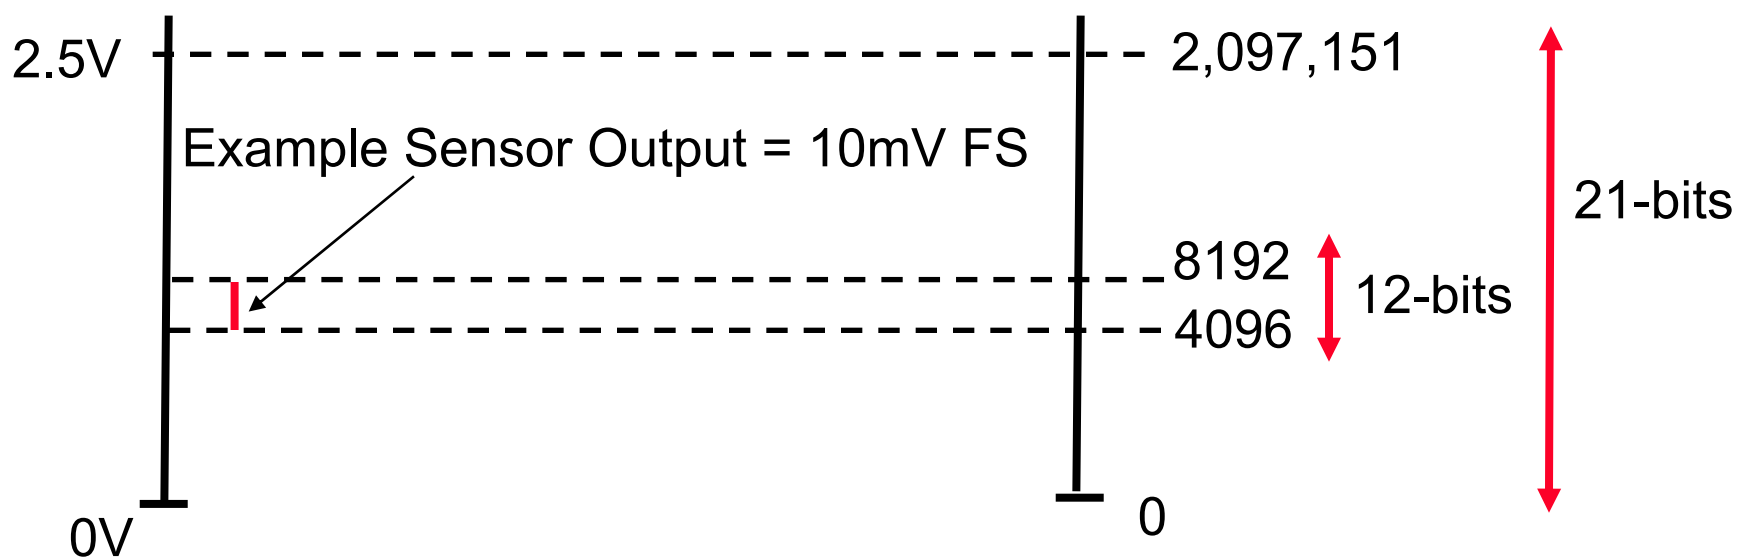 2.5V
2,097,151
Example Sensor Output = 10mV FS
21-bits
8192
12-bits
4096
0V
0